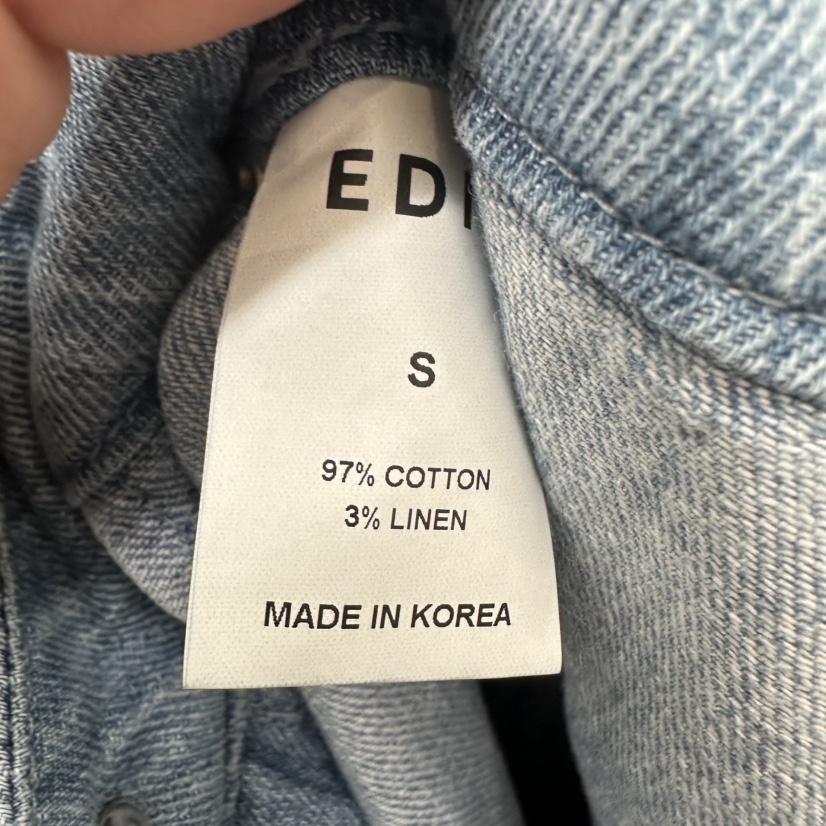 EDI
S
97% COTTON
3% LINEN
MADE IN KOREA